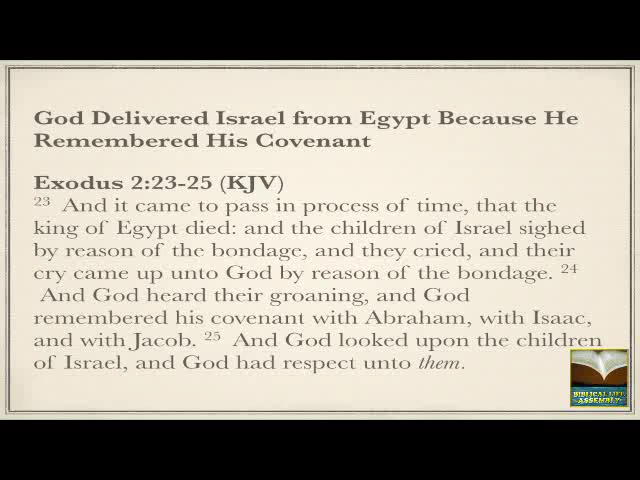 God Delivered Israel from Egypt Because He
Remembered His Covenant
Exodus 2:23-25 (KJV)
23 And it came to pass in process of time, that the
king of Egypt died: and the children of Israel sighed
by reason of the bondage, and they cried, and their
cry came up unto God by reason of the bondage. 24
And God heard their groaning, and God
remembered his covenant with Abraham, with Isaac,
and with Jacob. 25 And God looked upon the children
of Israel, and God had respect unto them.
BIBLICAL LIFE
ASSEMBLY